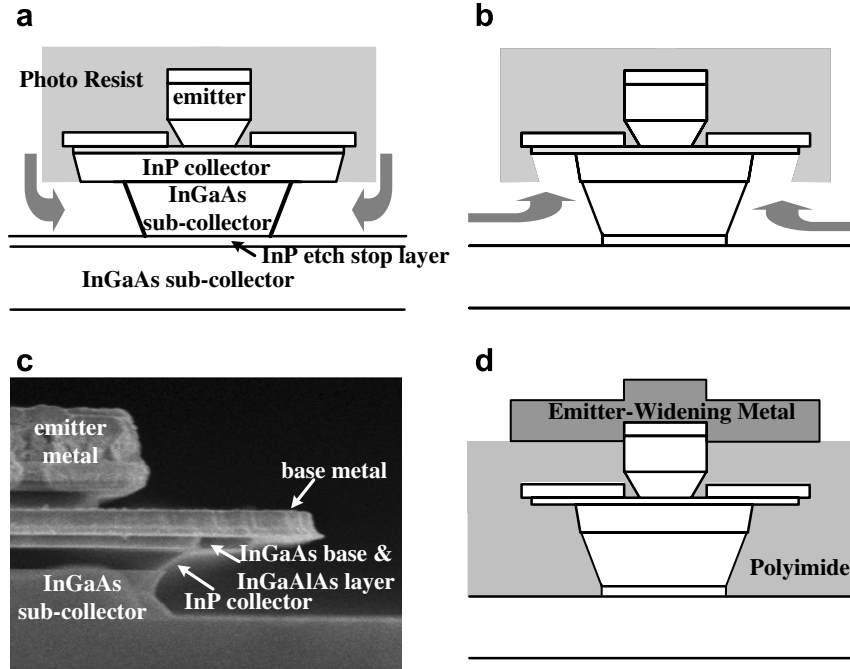 a
Photo Resist
emitter
InP collector
InGaAs
sub-collector
InP etch stop layer
InGaAs sub-collector
b
c
emitter
metal
base metal
InGaAs base &
InGaAlAs layer
InP collector
InGaAs
sub-collector
d
Emitter-Widening Metal
Polyimide